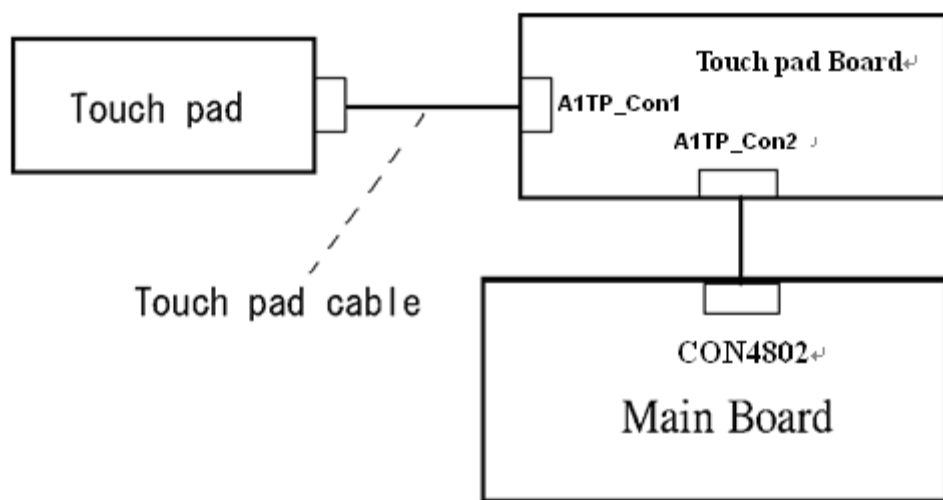 Touch pad Board↵
Touch pad
A1TP_Con1
A1TP_Con2 ↵
Touch pad cable
CON4802↵
Main Board